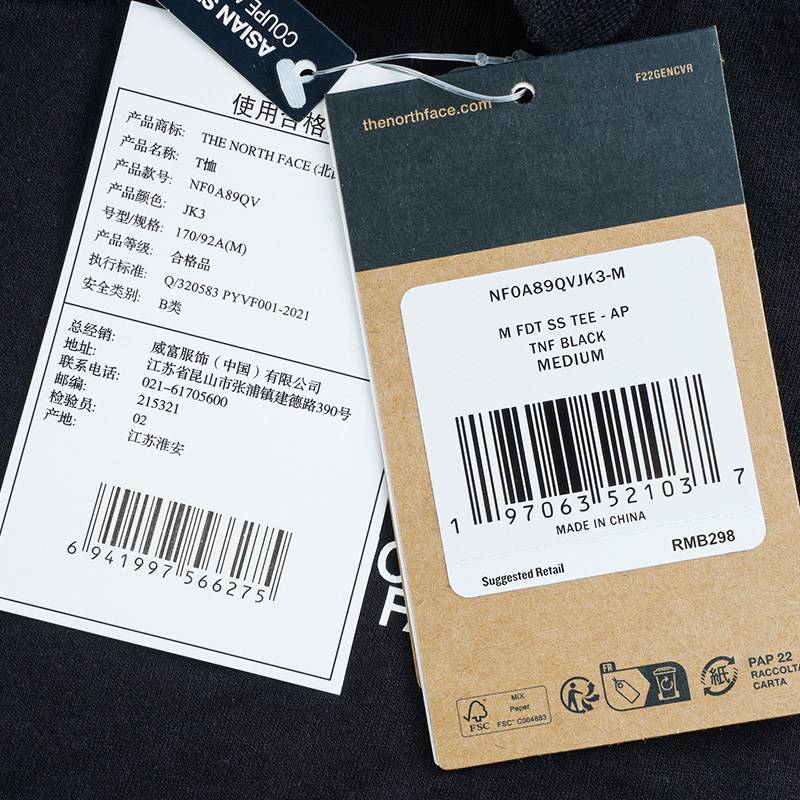 ASIAN
COUPE
使用合格
产品商标: THE NORTH FACE (北
产品名称: T恤
产品款号: NF0A89QV
产品颜色: JK3
号型/规格: 170/92A(M)
产品等级: 合格品
执行标准: Q/320583 PYVF001-2021
安全类别: B类
总经销: 威富服饰（中国）有限公司
地址: 江苏省昆山市张浦镇建德路390号
联系电话: 021-61705600
邮编: 215321
检验员: 02
产地: 江苏淮安
6 941997 566275
thenorthface.com
F22GENCVR
NF0A89QVJK3-M
M FDT SS TEE - AP
TNF BLACK
MEDIUM
1 97063 52103 7
MADE IN CHINA
RMB298
Suggested Retail
FSC
MIX
Paper
FSC™ C004883
FR
紙
PAP 22
RACCOLTA
CARTA